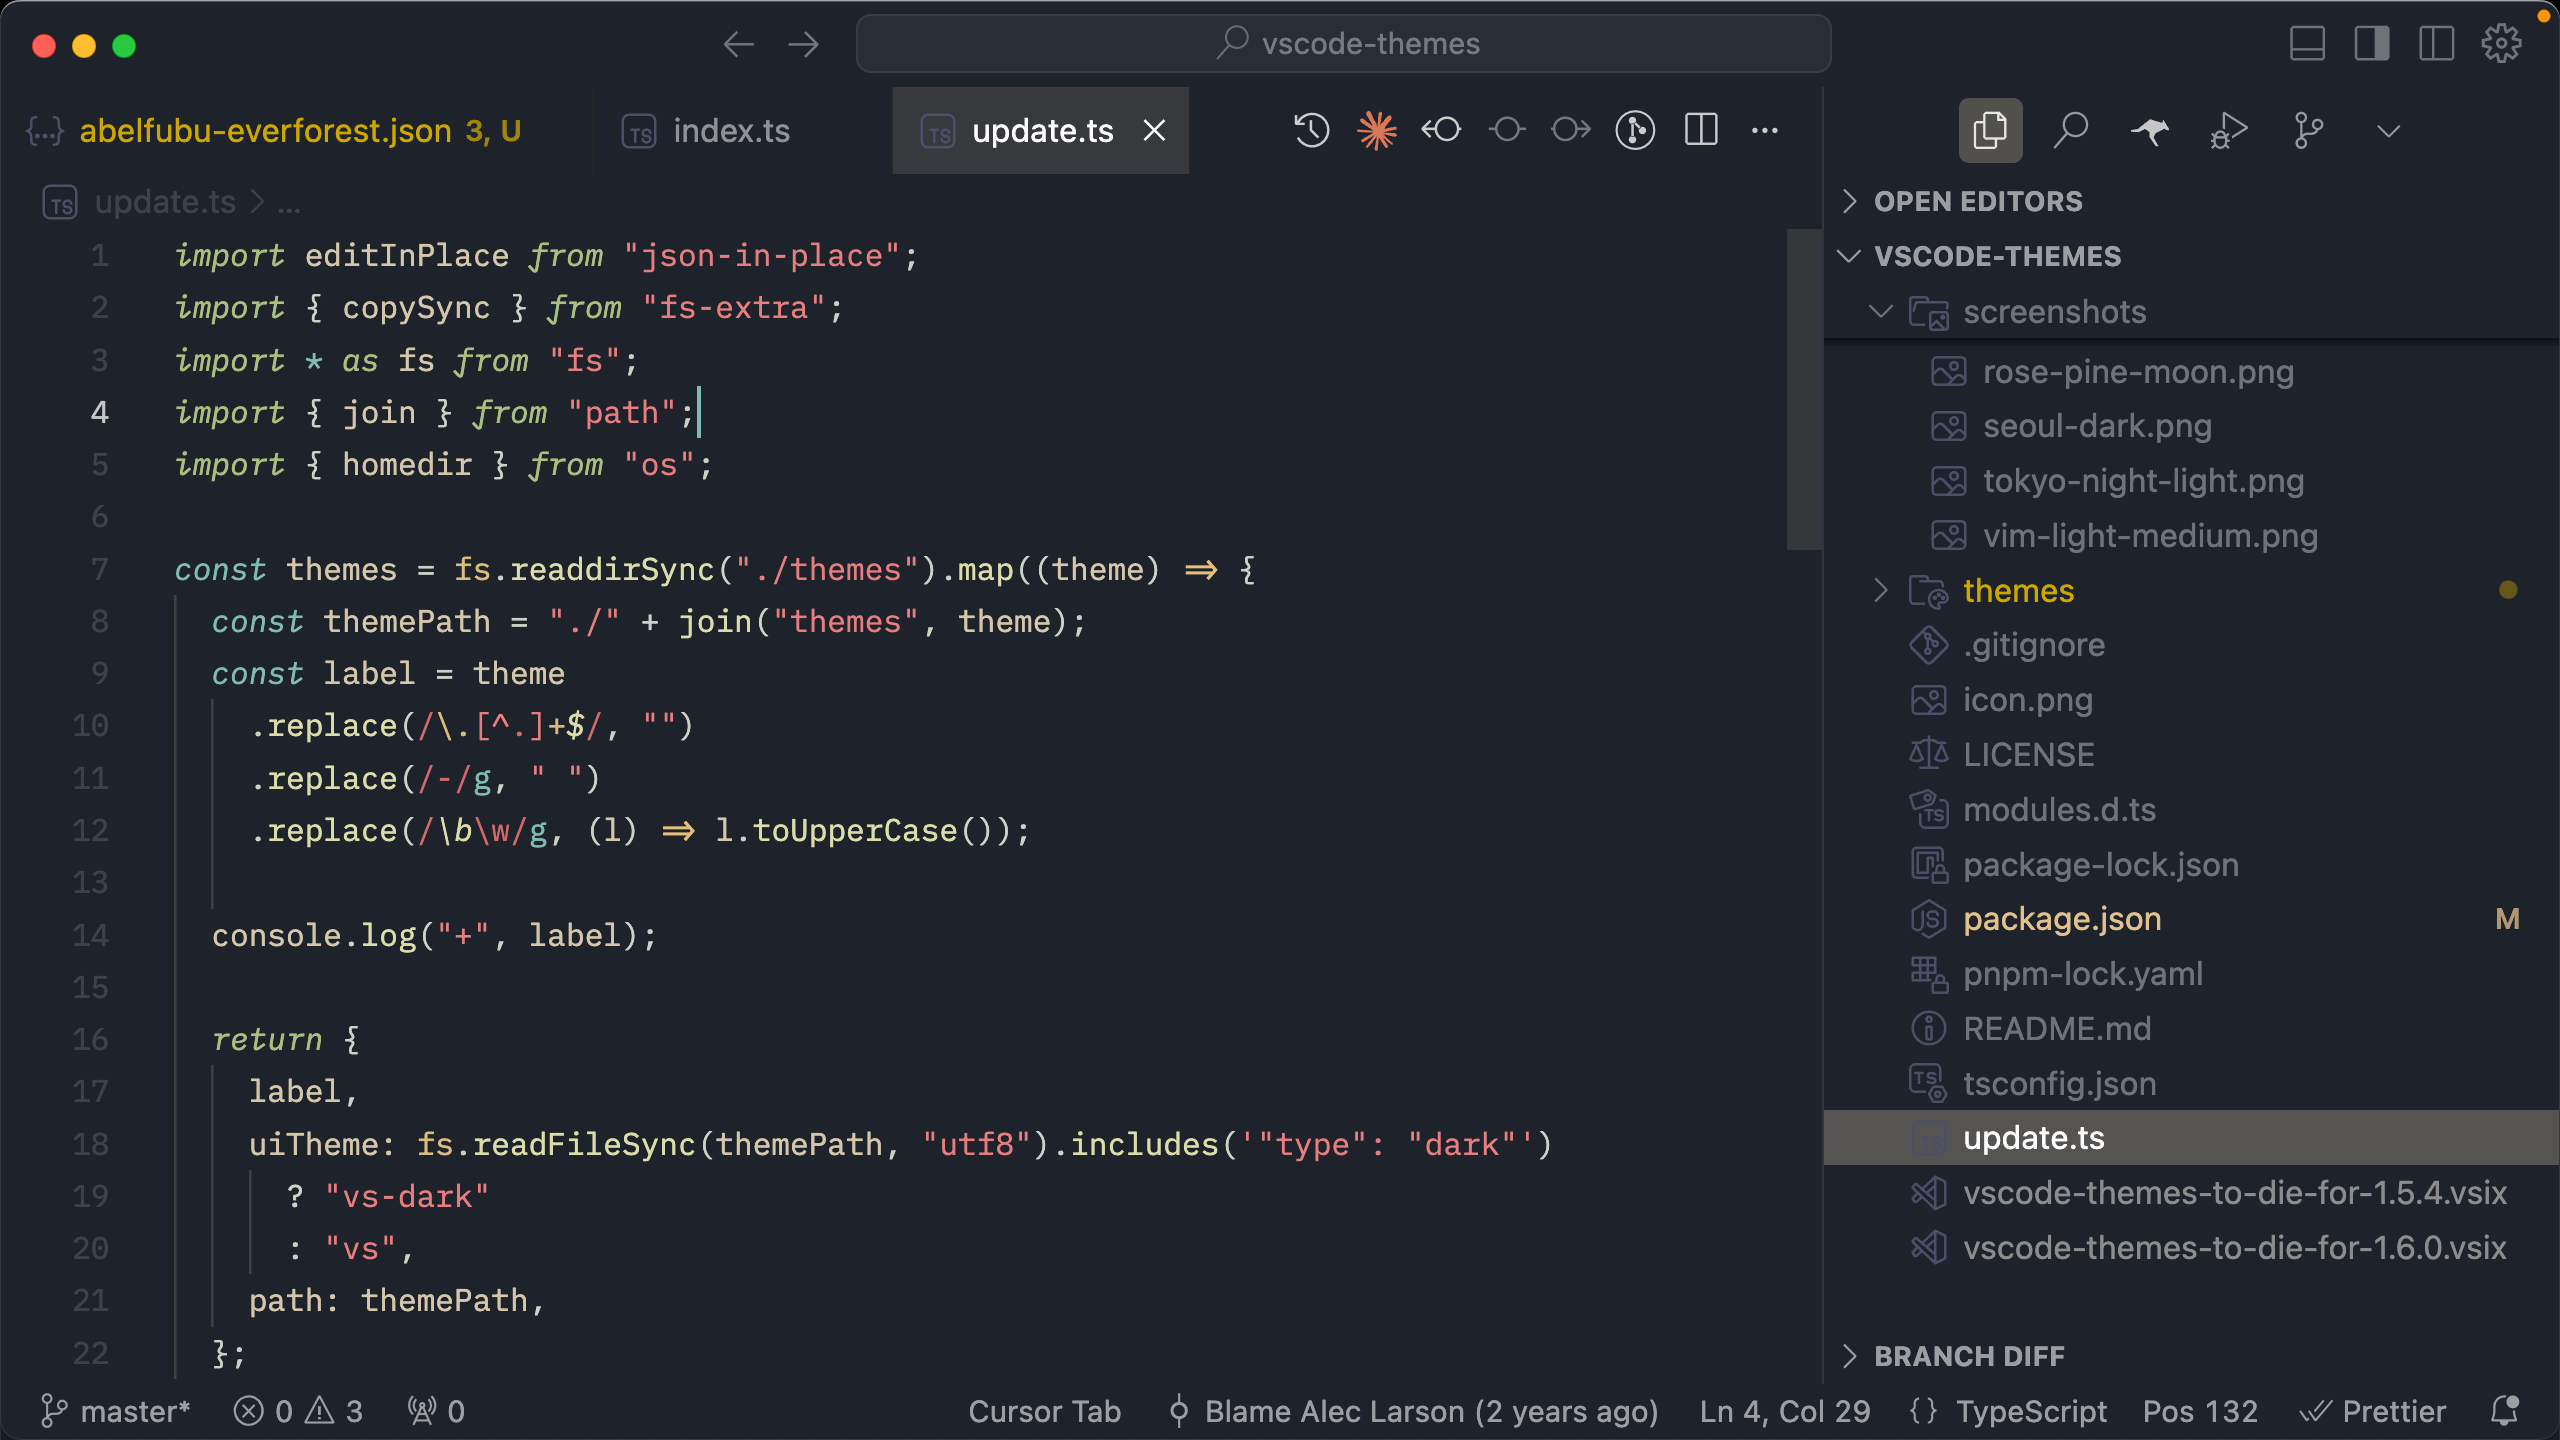 vscode-themes
{...} abelfubu-everforest.json 3, U
TS index.ts
TS update.ts
TS update.ts > ...
1 import editInPlace from "json-in-place";
2 import { copySync } from "fs-extra";
3 import * as fs from "fs";
4 import { join } from "path";
5 import { homedir } from "os";
6
7 const themes = fs.readdirSync("./themes").map((theme) => {
8 const themePath = "./" + join("themes", theme);
9 const label = theme
10 .replace(/\.[^.]+$/, "")
11 .replace(/-/g, " ")
12 .replace(/\b\w/g, (l) => l.toUpperCase());
13
14 console.log("+", label);
15
16 return {
17 label,
18 uiTheme: fs.readFileSync(themePath, "utf8").includes('"type": "dark"')
19 ? "vs-dark"
20 : "vs",
21 path: themePath,
22 };
OPEN EDITORS
VSCODE-THEMES
screenshots
rose-pine-moon.png
seoul-dark.png
tokyo-night-light.png
vim-light-medium.png
themes
.gitignore
icon.png
LICENSE
TS modules.d.ts
package-lock.json
JS package.json M
pnpm-lock.yaml
README.md
TS tsconfig.json
TS update.ts
vscode-themes-to-die-for-1.5.4.vsix
vscode-themes-to-die-for-1.6.0.vsix
BRANCH DIFF
master* 0 3 0 Cursor Tab Blame Alec Larson (2 years ago) Ln 4, Col 29 {} TypeScript Pos 132 Prettier